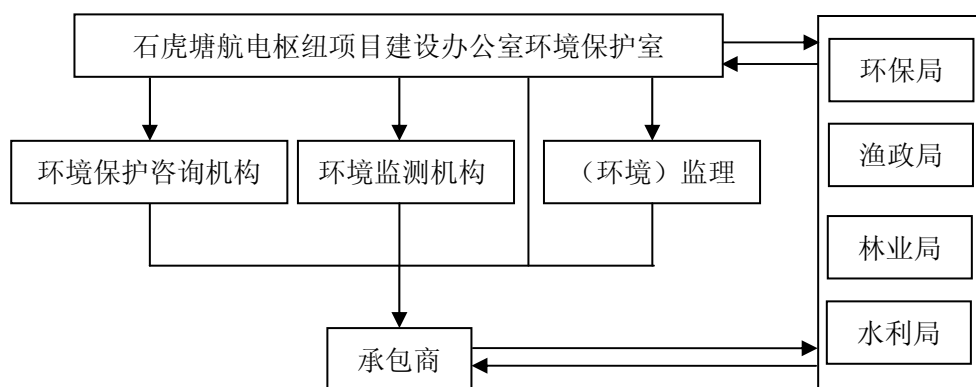 石虎塘航电枢纽项目建设办公室环境保护室
环保局
渔政局
林业局
水利局
环境保护咨询机构
环境监测机构
（环境）监理
承包商